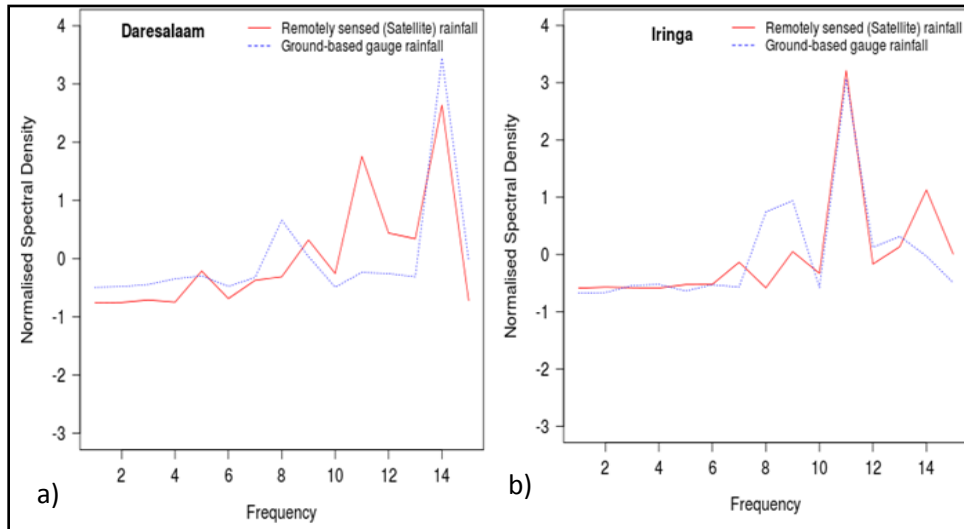 Daresalaam
Remotely sensed (Satellite) rainfall
Ground-based gauge rainfall
Normalised Spectral Density
4
3
2
1
0
-1
-2
-3
2 4 6 8 10 12 14
Frequency
a)
Iringa
Remotely sensed (Satellite) rainfall
Ground-based gauge rainfall
Normalised Spectral Density
4
3
2
1
0
-1
-2
-3
2 4 6 8 10 12 14
Frequency
b)